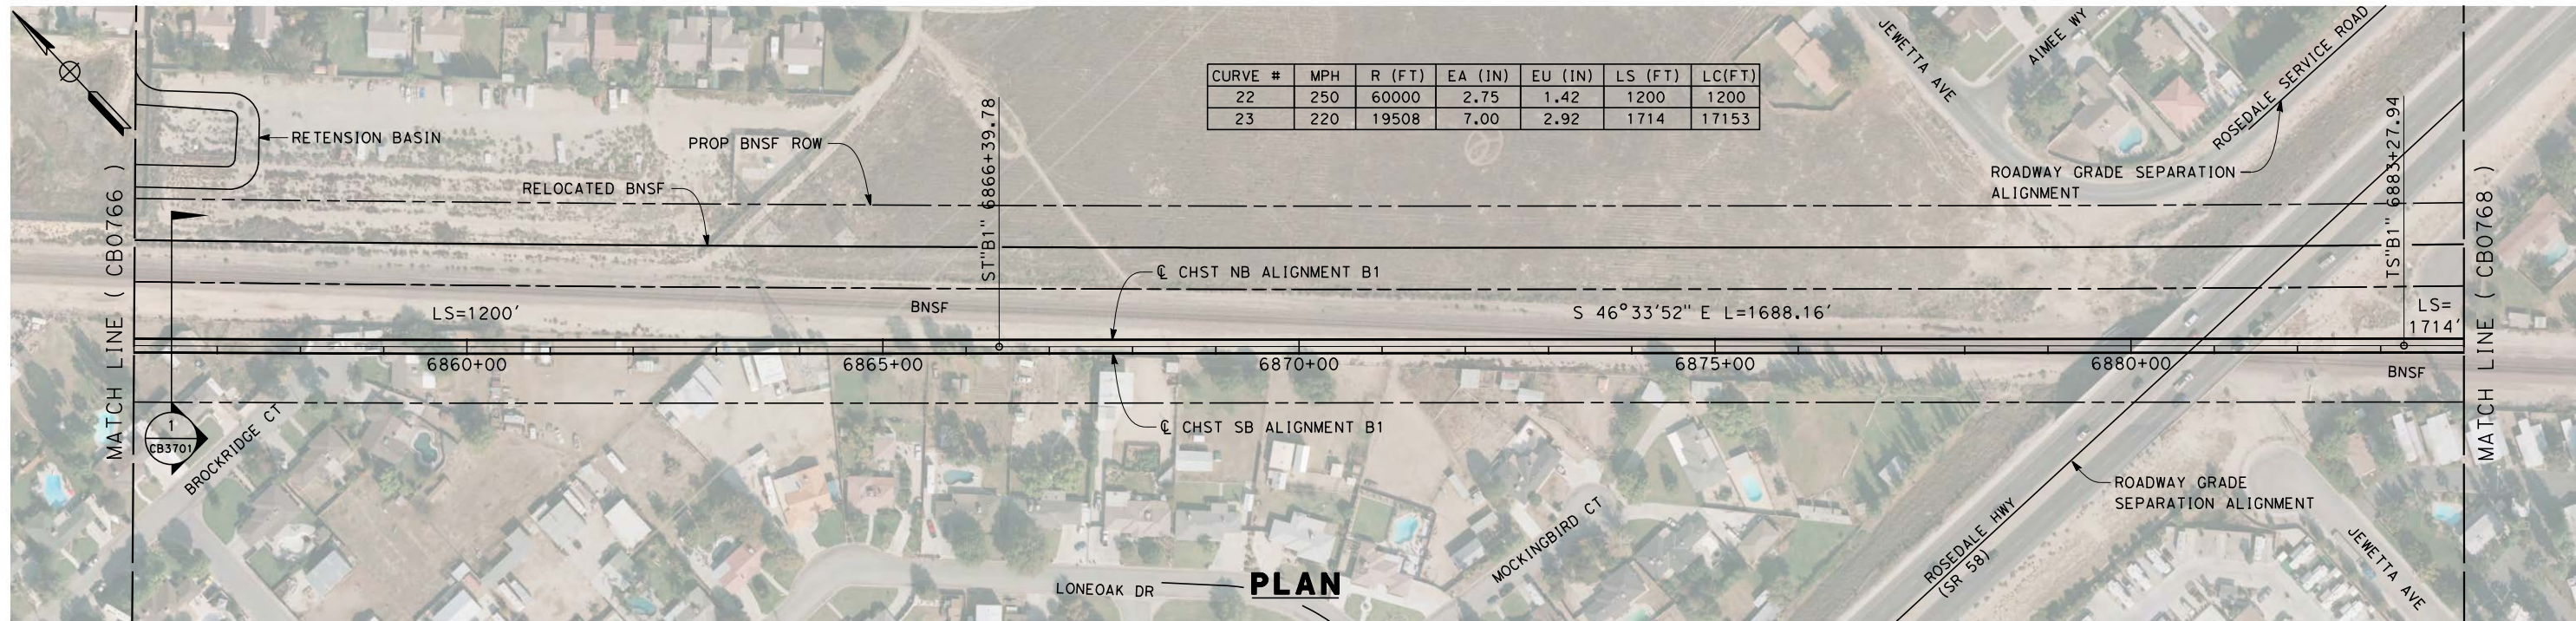 CURVE # MPH R (FT) EA (IN) EU (IN) LS (FT) LC(FT)
22 250 60000 2.75 1.42 1200 1200
23 220 19508 7.00 2.92 1714 17153
JEWETTA AVE
AIMEE WY
ROSEDALE SERVICE ROAD
RETENSION BASIN
PROP BNSF ROW
RELOCATED BNSF
ST"B1" 6866+39.78
ROADWAY GRADE SEPARATION
ALIGNMENT
TS"B1" 6883+27.94
MATCH LINE ( CB0766 )
MATCH LINE ( CB0768 )
℄ CHST NB ALIGNMENT B1
LS=1200'
BNSF
S 46°33'52" E L=1688.16'
LS=
1714'
6860+00
6865+00
6870+00
6875+00
6880+00
BNSF
1
CB3701
BROCKRIDGE CT
℄ CHST SB ALIGNMENT B1
MOCKINGBIRD CT
ROADWAY GRADE
SEPARATION ALIGNMENT
ROSEDALE HWY
(SR 58)
JEWETTA AVE
LONEOAK DR
PLAN